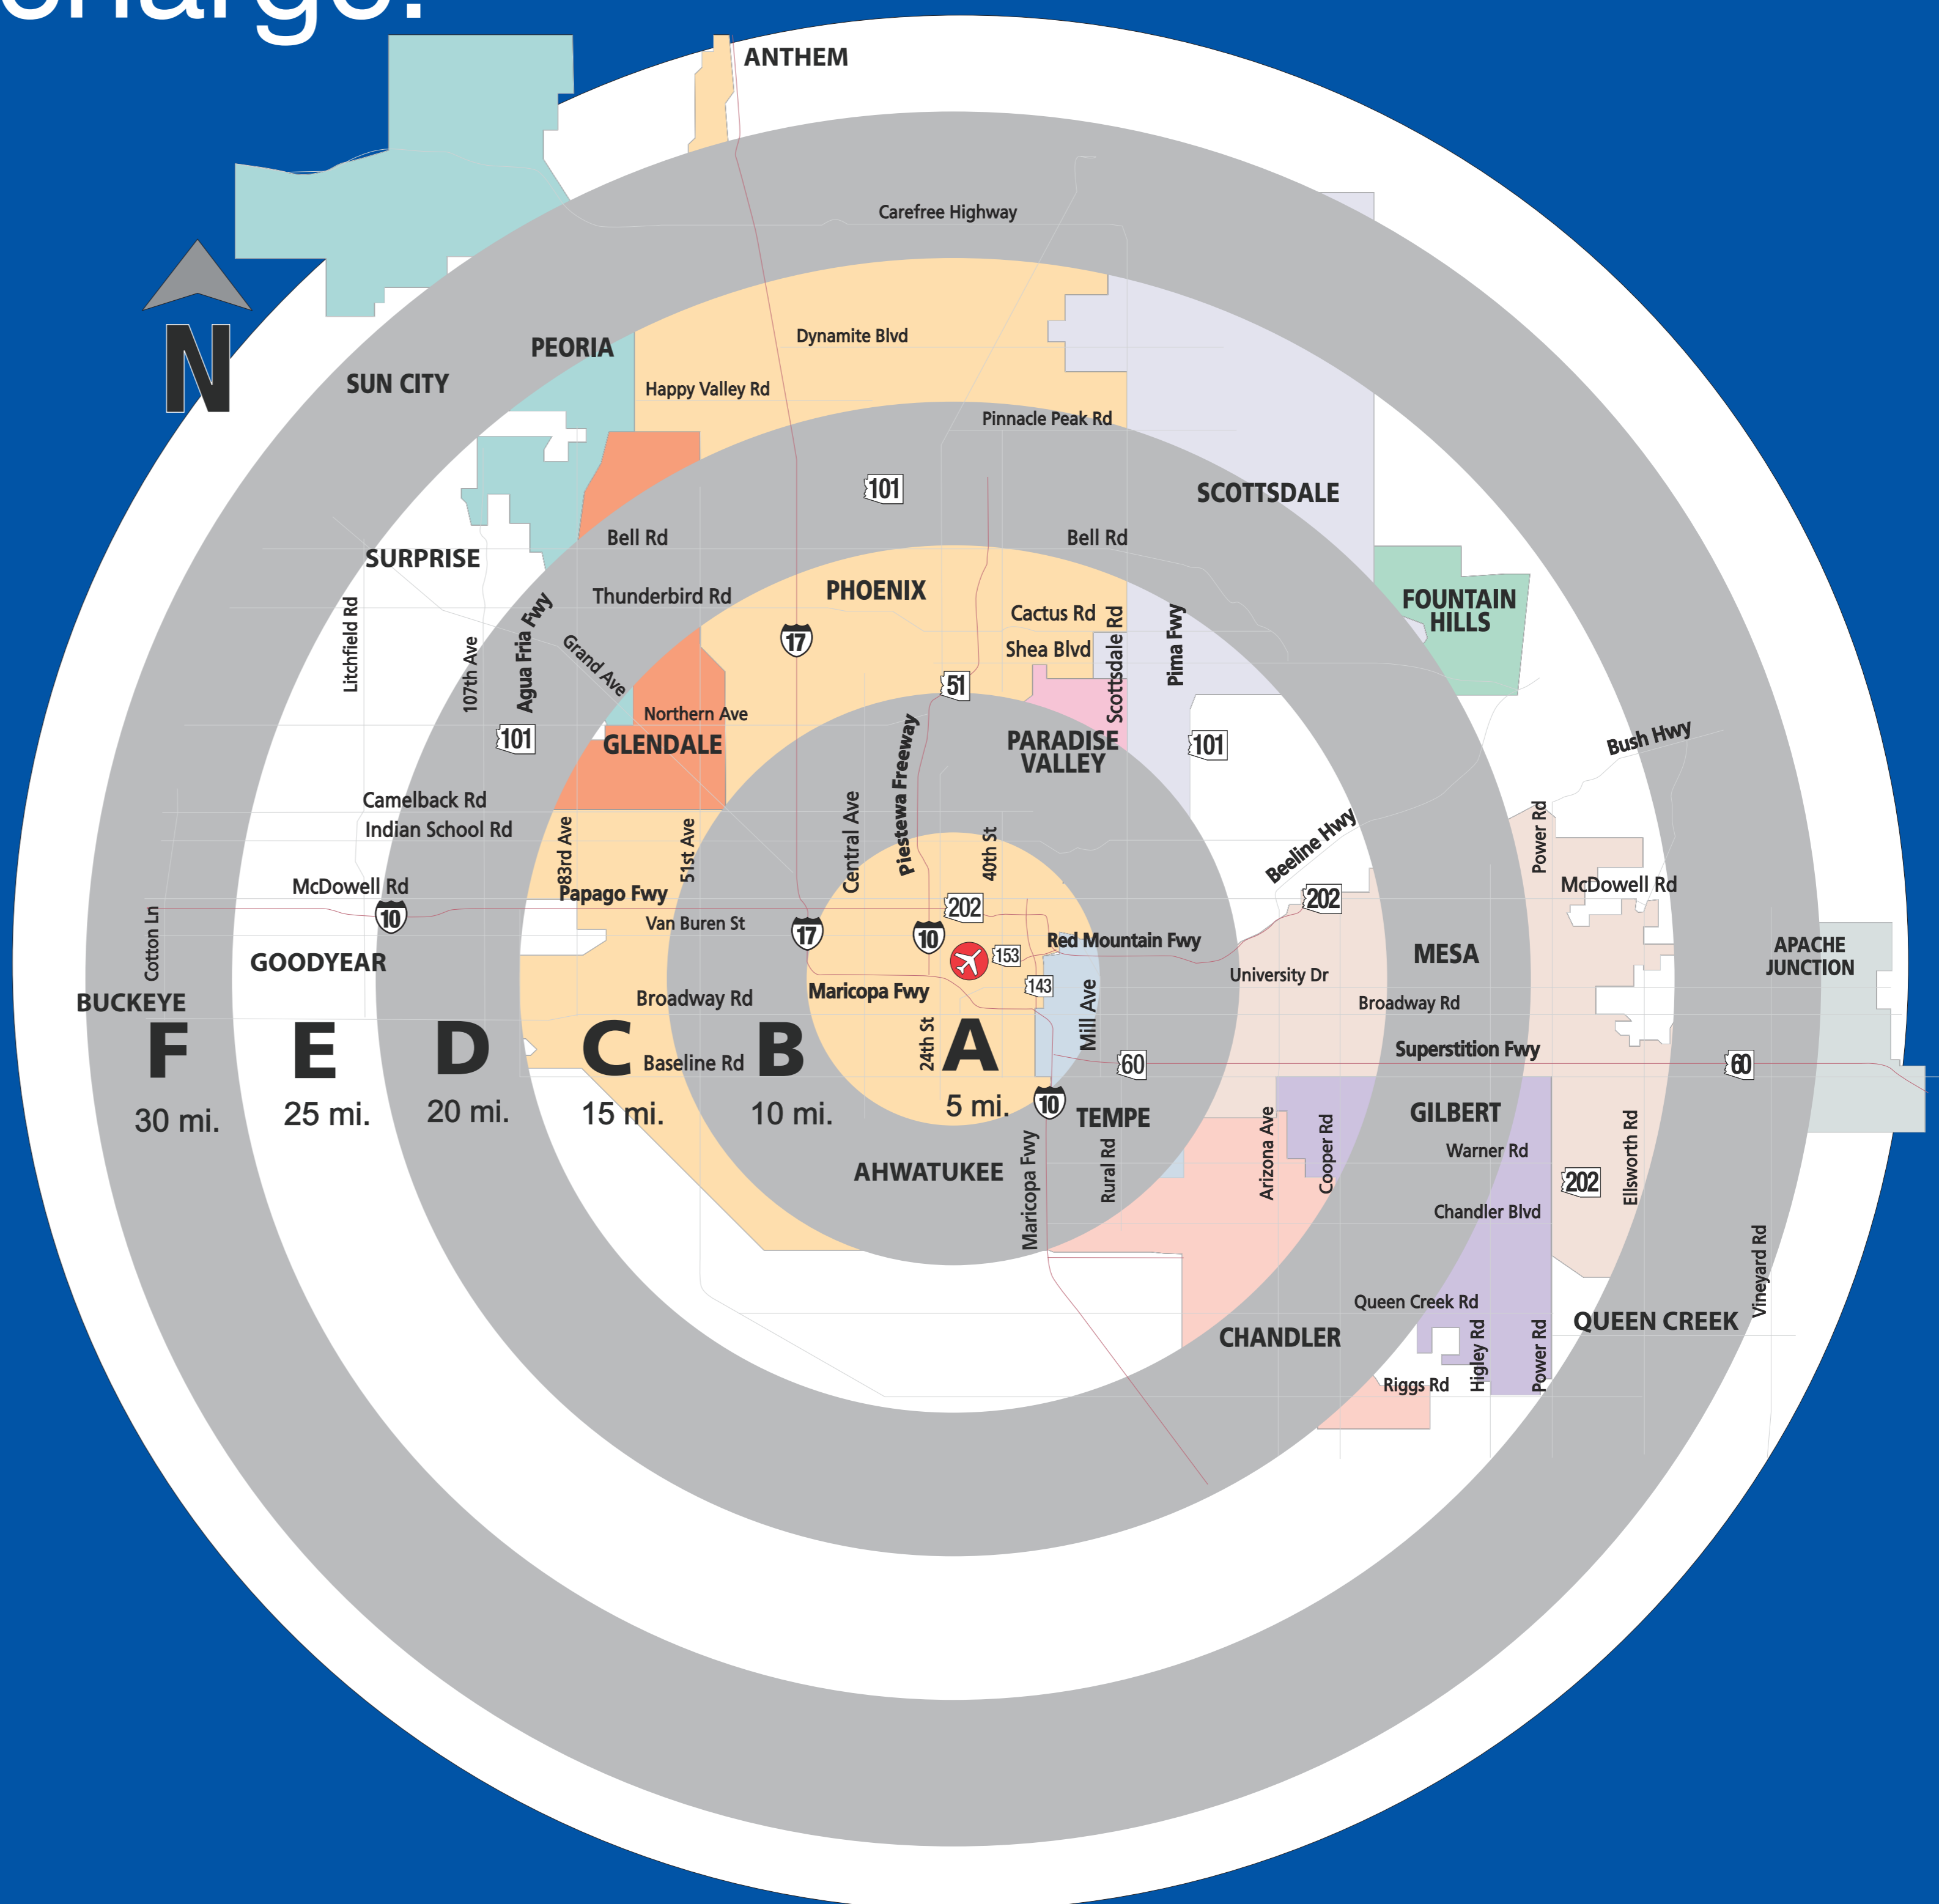 charge.
ANTHEM
Carefree Highway
N
PEORIA
Dynamite Blvd
SUN CITY
Happy Valley Rd
Pinnacle Peak Rd
101
SCOTTSDALE
Bell Rd
Bell Rd
SURPRISE
PHOENIX
Thunderbird Rd
Cactus Rd
FOUNTAIN
HILLS
Litchfield Rd
107th Ave
Agua Fria Fwy
Grand Ave
17
Shea Blvd
Scottsdale Rd
Pima Fwy
51
Northern Ave
101
GLENDALE
Piestewa Freeway
PARADISE
VALLEY
101
Bush Hwy
Camelback Rd
Indian School Rd
83rd Ave
51st Ave
Central Ave
40th St
Beeline Hwy
Power Rd
McDowell Rd
Papago Fwy
McDowell Rd
202
202
10
Van Buren St
17
10
Red Mountain Fwy
Cotton Ln
GOODYEAR
153
MESA
APACHE
JUNCTION
University Dr
143
BUCKEYE
Broadway Rd
Maricopa Fwy
Mill Ave
Broadway Rd
F
E
D
C
B
A
24th St
Baseline Rd
Superstition Fwy
60
60
30 mi.
25 mi.
20 mi.
15 mi.
10 mi.
5 mi.
10
TEMPE
GILBERT
Arizona Ave
Cooper Rd
Ellsworth Rd
AHWATUKEE
Maricopa Fwy
Rural Rd
Warner Rd
202
Chandler Blvd
Vineyard Rd
Queen Creek Rd
CHANDLER
QUEEN CREEK
Higley Rd
Power Rd
Riggs Rd